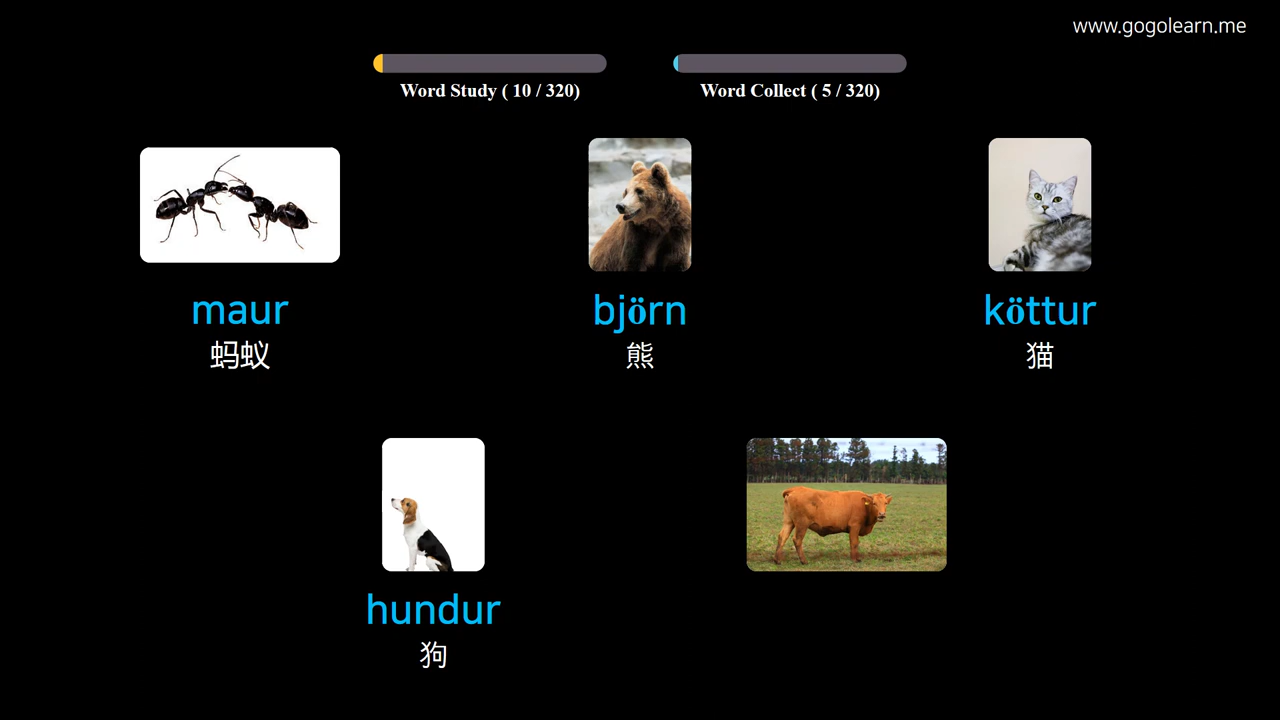 www.gogolearn.me
Word Study ( 10 / 320)
Word Collect ( 5 / 320)
maur
蚂蚁
björn
熊
köttur
猫
hundur
狗